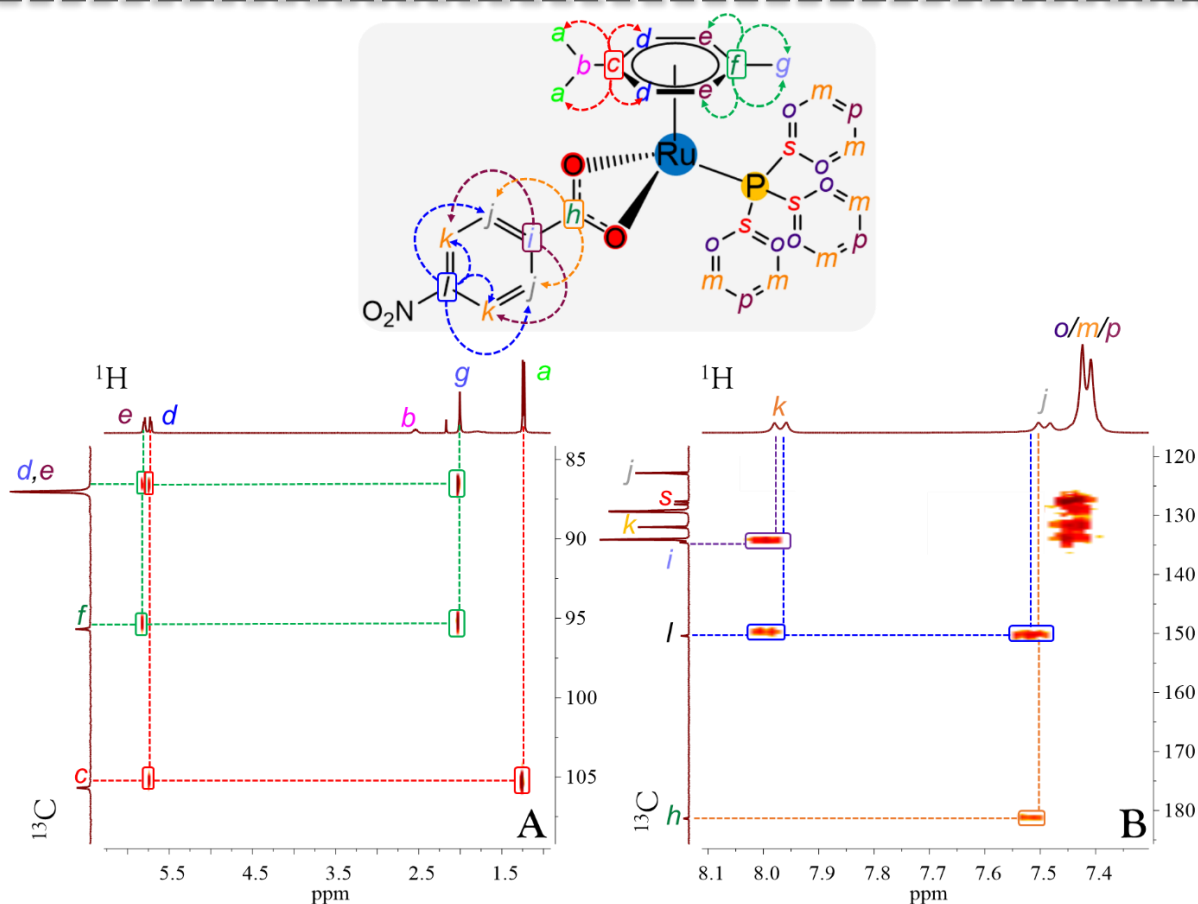 a d e
b c f g
a d e
Ru
O
P
O
h
j i
k
l j
k
O₂N
m
o p
s m
o
o m
s s
o p
o m
o o
m m
p
¹H
e d b g a
d,e
f
c
¹³C
85
90
95
100
105
A
5.5 4.5 3.5 2.5 1.5
ppm
o/m/p
¹H
k j
j
s
k
i
l
h
¹³C
120
130
140
150
160
170
180
B
8.1 8.0 7.9 7.8 7.7 7.6 7.5 7.4
ppm